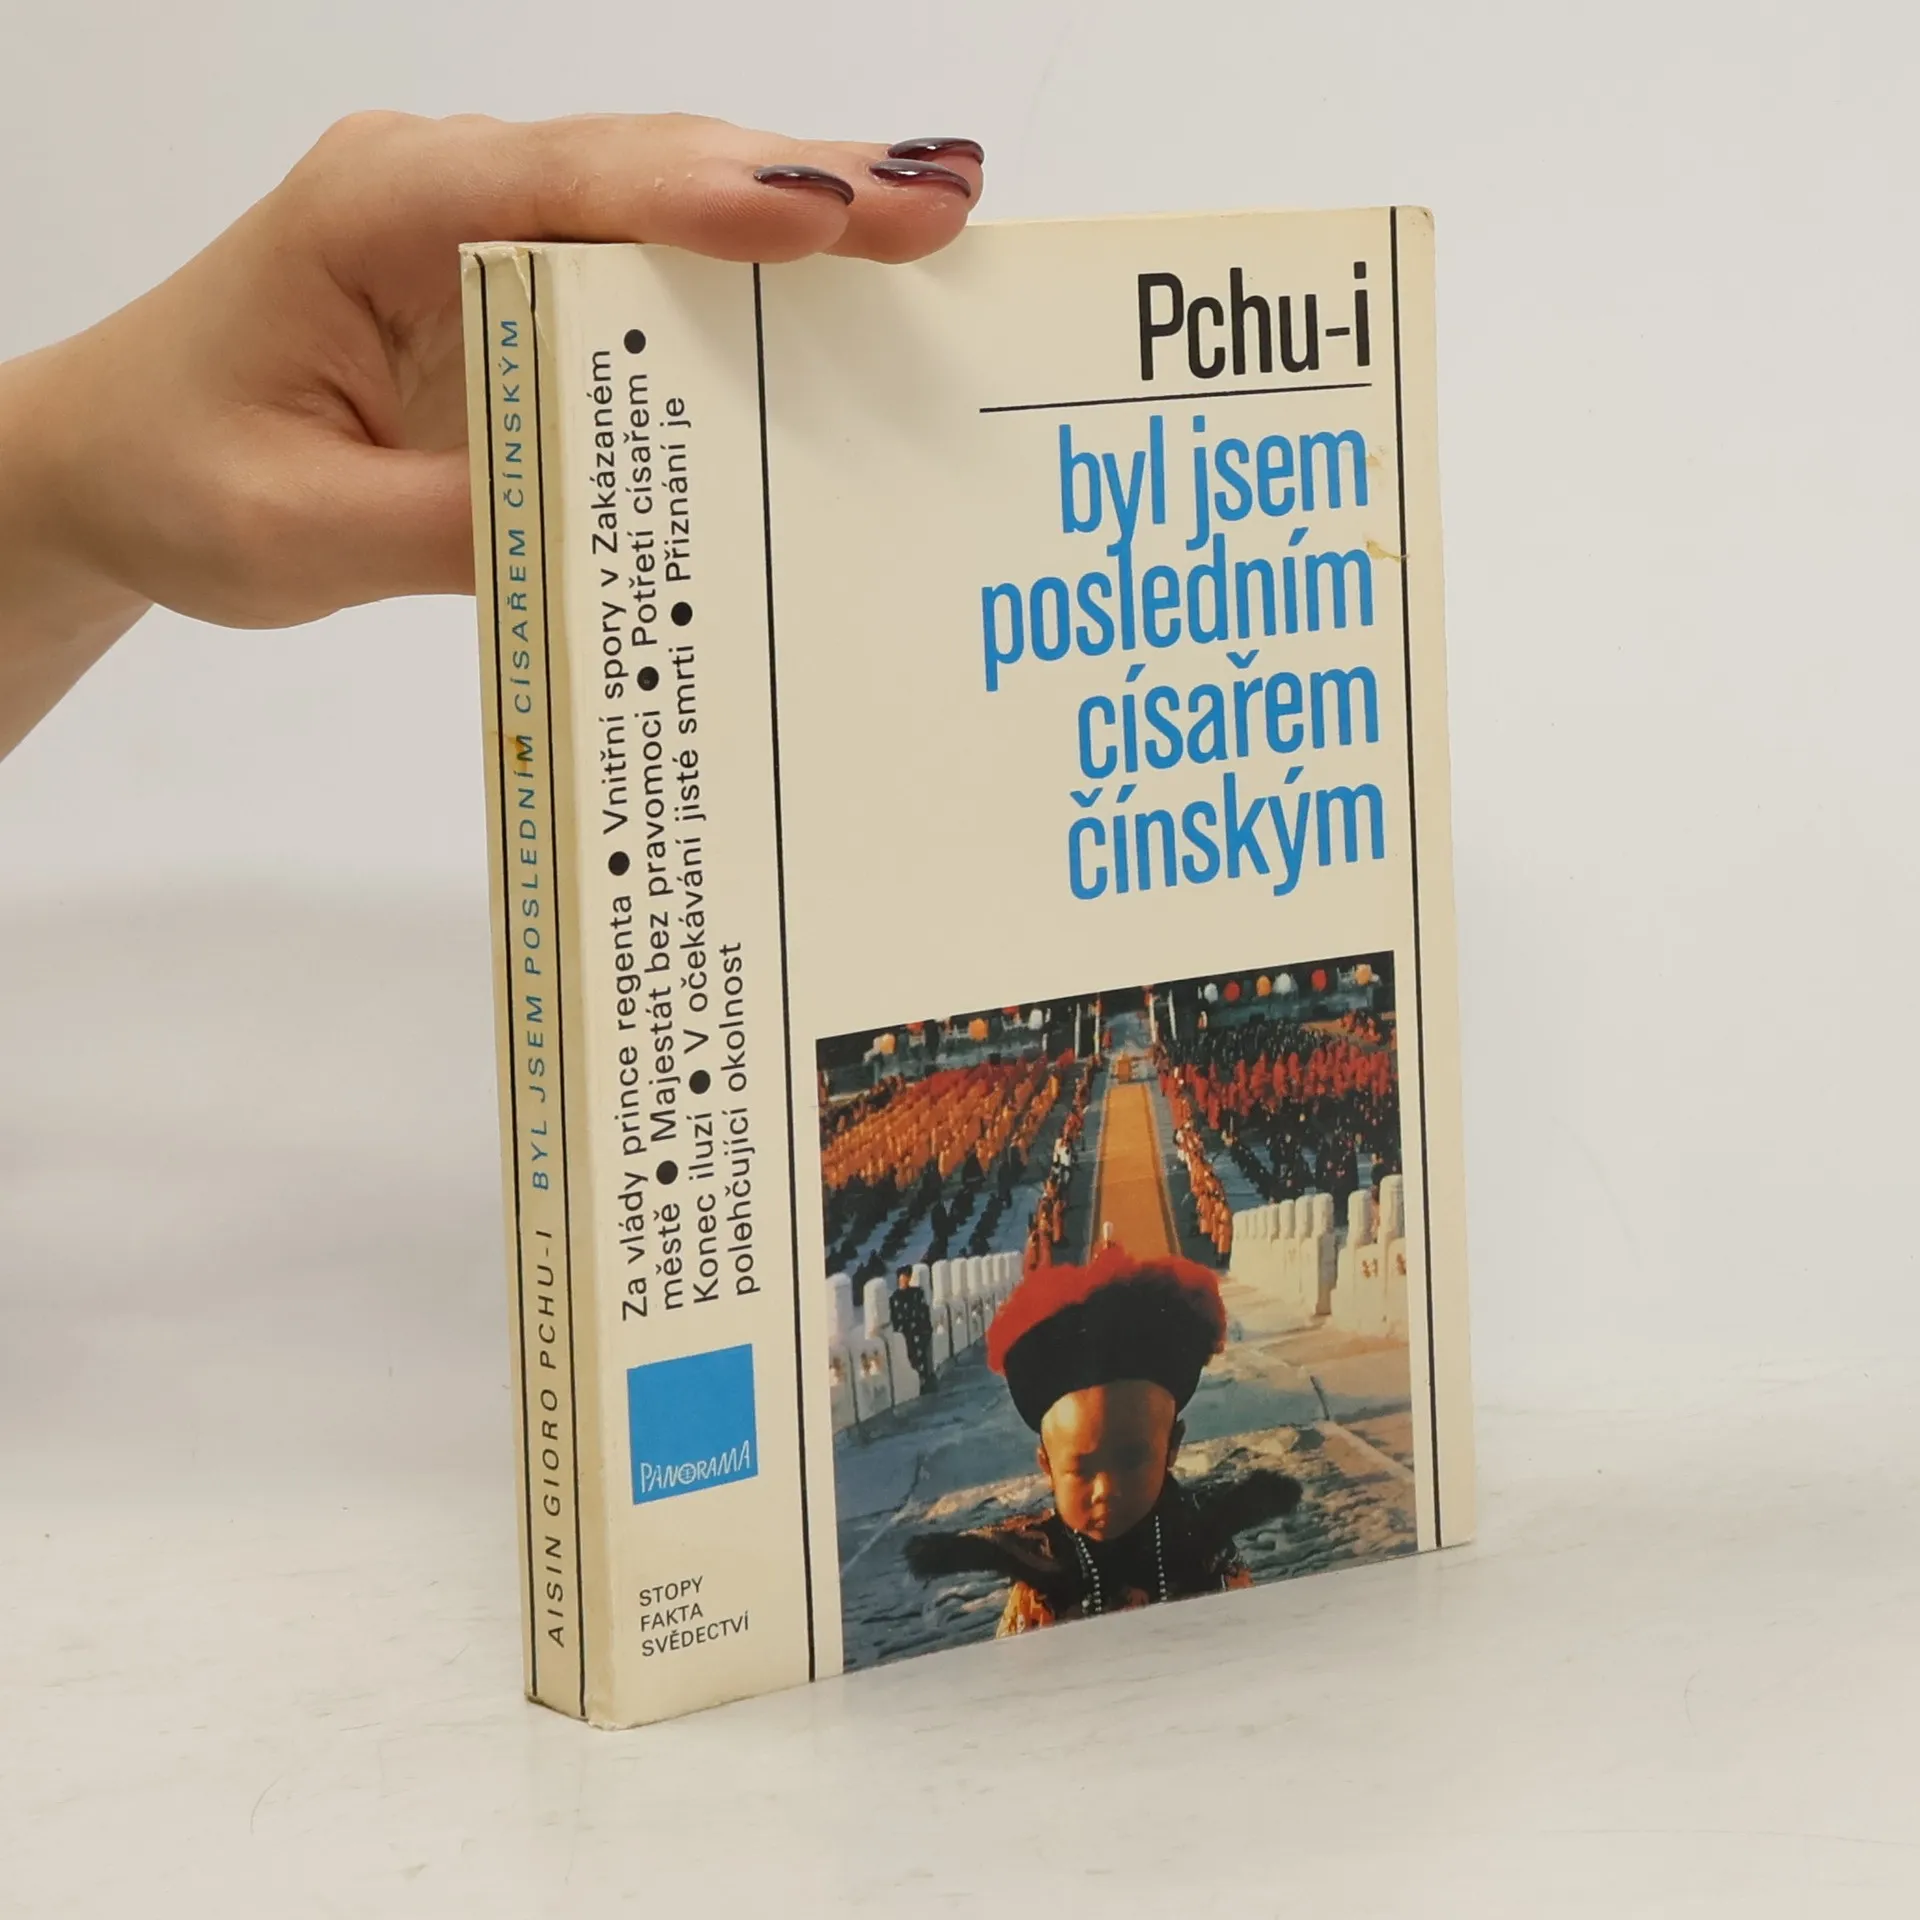 Pchu-i
byl jsem
posledním
císařem
čínským
Za vlády prince regenta ● Vnitřní spory v Zakázaném
městě ● Majestát bez pravomoci ● Potřetí císařem ●
Konec iluzí ● V očekávání jisté smrti ● Přiznání je
polehčující okolnost
PANORAMA
STOPY
FAKTA
SVĚDECTVÍ
AISIN GIORO PCHU-I BYL JSEM POSLEDNÍM CÍSAŘEM ČÍNSKÝM